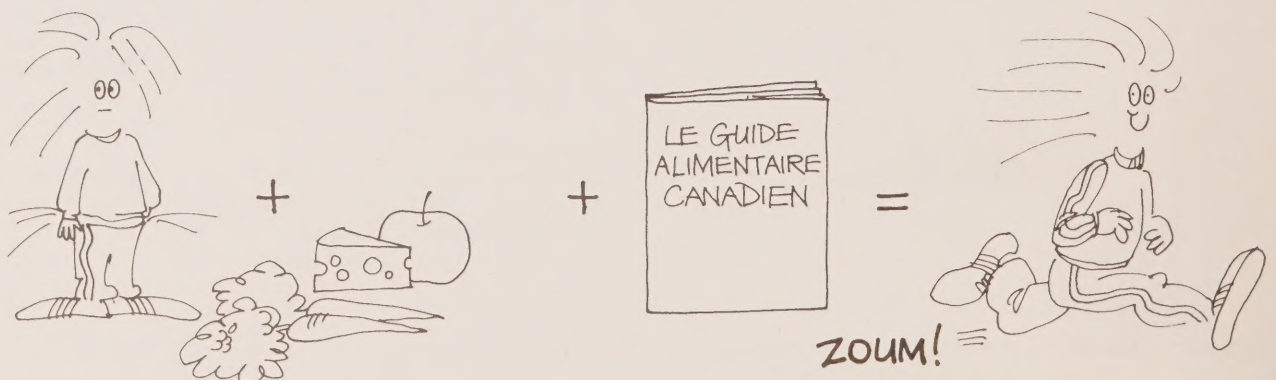 +
+
LE GUIDE
ALIMENTAIRE
CANADIEN
=
ZOUM!